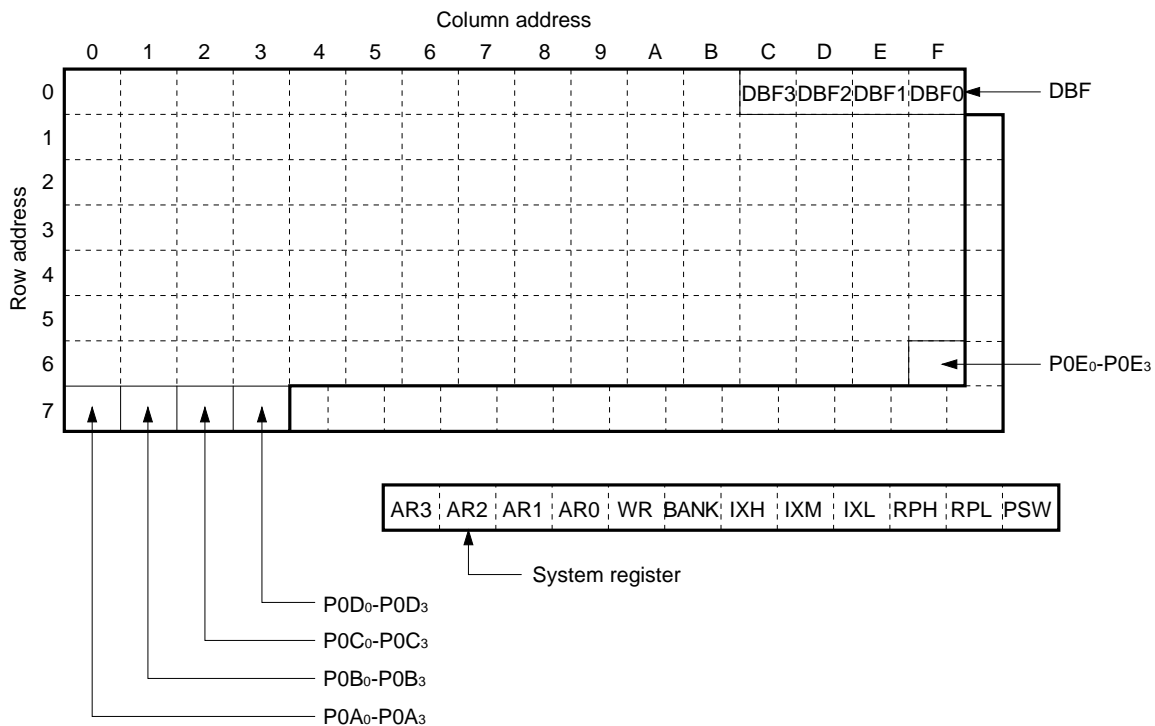 Column address
0 1 2 3 4 5 6 7 8 9 A B C D E F
Row address
0 DBF3 DBF2 DBF1 DBF0 DBF
1
2
3
4
5
6 P0E0-P0E3
7
AR3 AR2 AR1 AR0 WR BANK IXH IXM IXL RPH RPL PSW
System register
P0D0-P0D3
P0C0-P0C3
P0B0-P0B3
P0A0-P0A3